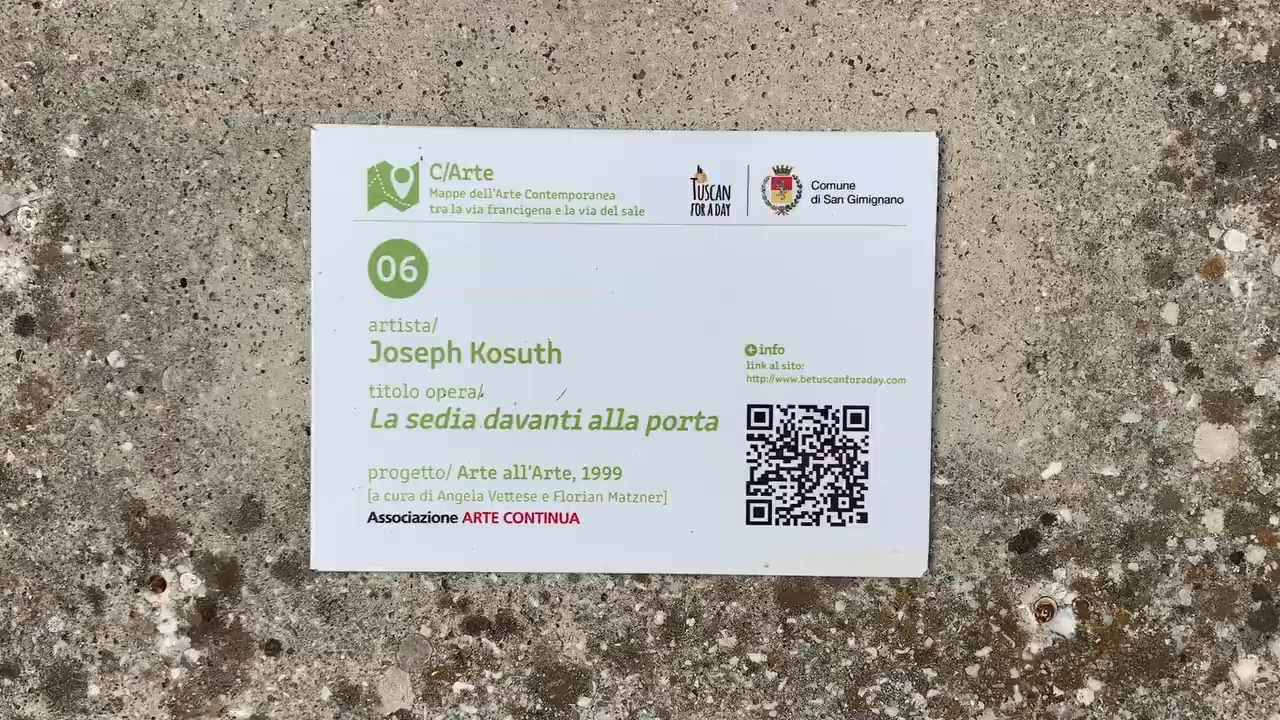 C/Arte
Mappe dell'Arte Contemporanea
tra la via francigena e la via del sale
TUSCAN
FOR A DAY
Comune
di San Gimignano
06
artista/
Joseph Kosuth
titolo opera/
La sedia davanti alla porta
progetto/ Arte all'Arte, 1999
[a cura di Angela Vettese e Florian Matzner]
Associazione ARTE CONTINUA
+ info
link al sito:
http://www.betuscanforaday.com